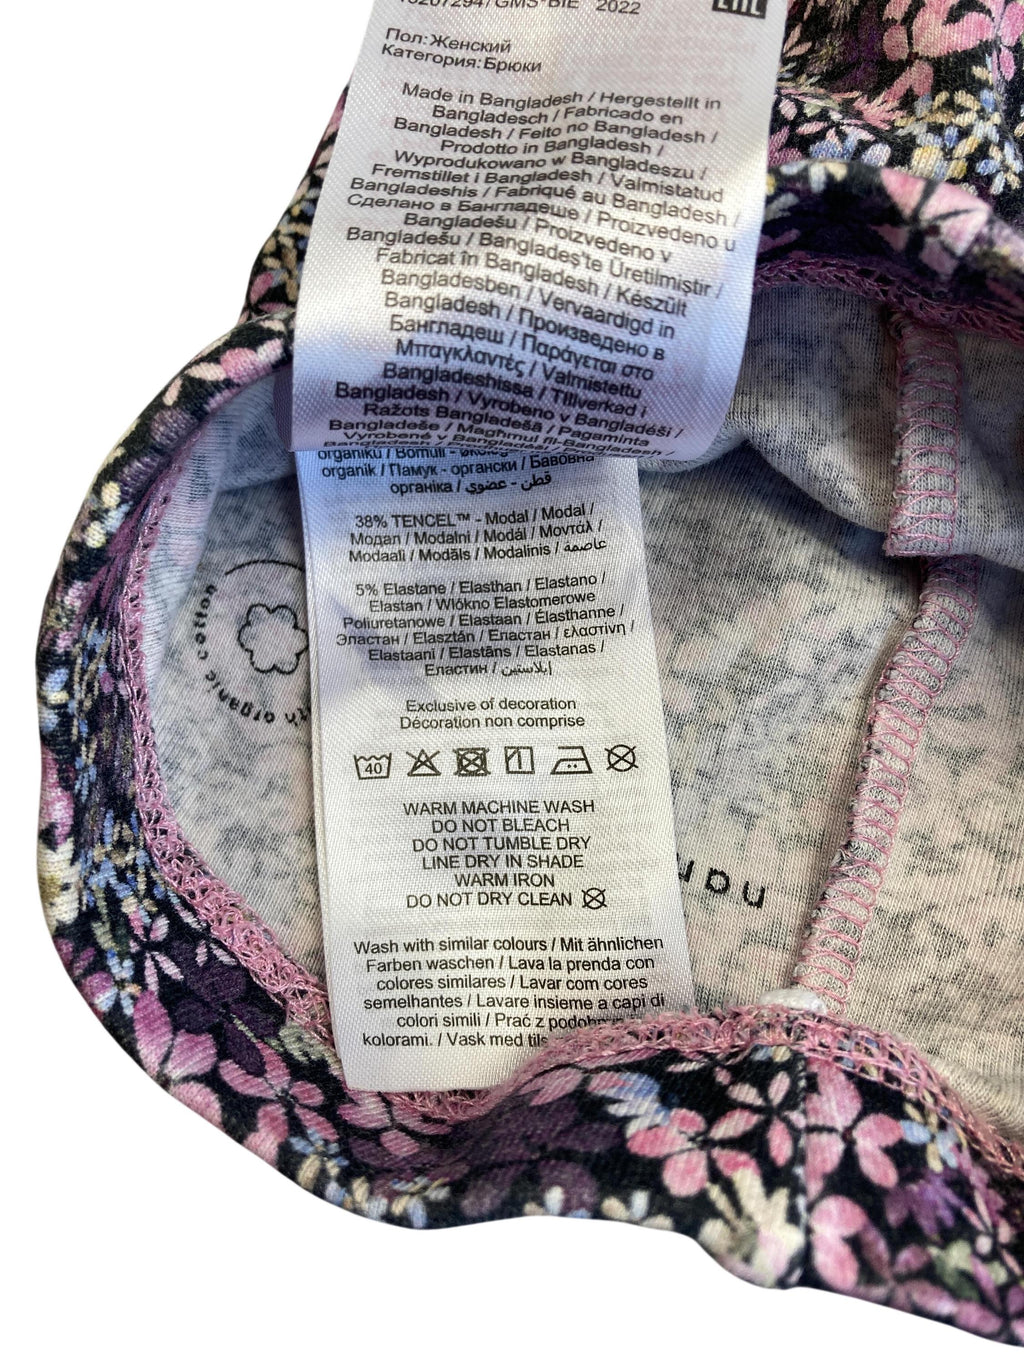 13207294/GMS-BIE 2022
EAC
Пол: Женский
Категория: Брюки
Made in Bangladesh / Hergestellt in
Bangladesch / Fabricado en
Bangladesh / Feito no Bangladesh /
Prodotto in Bangladesh /
Wyprodukowano w Bangladeszu /
Fremstillet i Bangladesh / Valmistatud
Bangladeshis / Fabriqué au Bangladesh /
Сделано в Бангладеше / Proizvedeno u
Bangladešu / Proizvedeno v
Bangladešu / Bangladeş'te Üretilmiştir /
Fabricat în Bangladesh / Készült
Bangladesben / Vervaardigd in
Bangladesh / Произведено в
Бангладеш / Παράγεται στο
Μπαγκλαντές / Valmistettu
Bangladeshissa / Tillverkad i
Bangladesh / Vyrobeno v Bangladéši /
Ražots Bangladešā / Pagaminta
Bangladeše / Magħmul fil-Bangladesh /
Vyrobené v Bangladéši /
organik / Памук - органски / Бавовна
органіка / قطن - عضوي
38% TENCEL™ - Modal / Modal /
Модал / Modalni / Modál / Μοντάλ /
Modaali / Modāls / Modalinis / عاصمة
5% Elastane / Elasthan / Elastano /
Elastan / Włókno Elastomerowe
Poliuretanowe / Elastaan / Élasthanne /
Эластан / Elasztán / Еластан / ελαστίνη /
Elastaani / Elastāns / Elastanas /
Еластин / إيلاستين
Exclusive of decoration
Décoration non comprise
40
WARM MACHINE WASH
DO NOT BLEACH
DO NOT TUMBLE DRY
LINE DRY IN SHADE
WARM IRON
DO NOT DRY CLEAN
Wash with similar colours / Mit ähnlichen
Farben waschen / Lava la prenda con
colores similares / Lavar com cores
semelhantes / Lavare insieme a capi di
colori simili / Prać z
kolorami. / Vask med
organic cotton